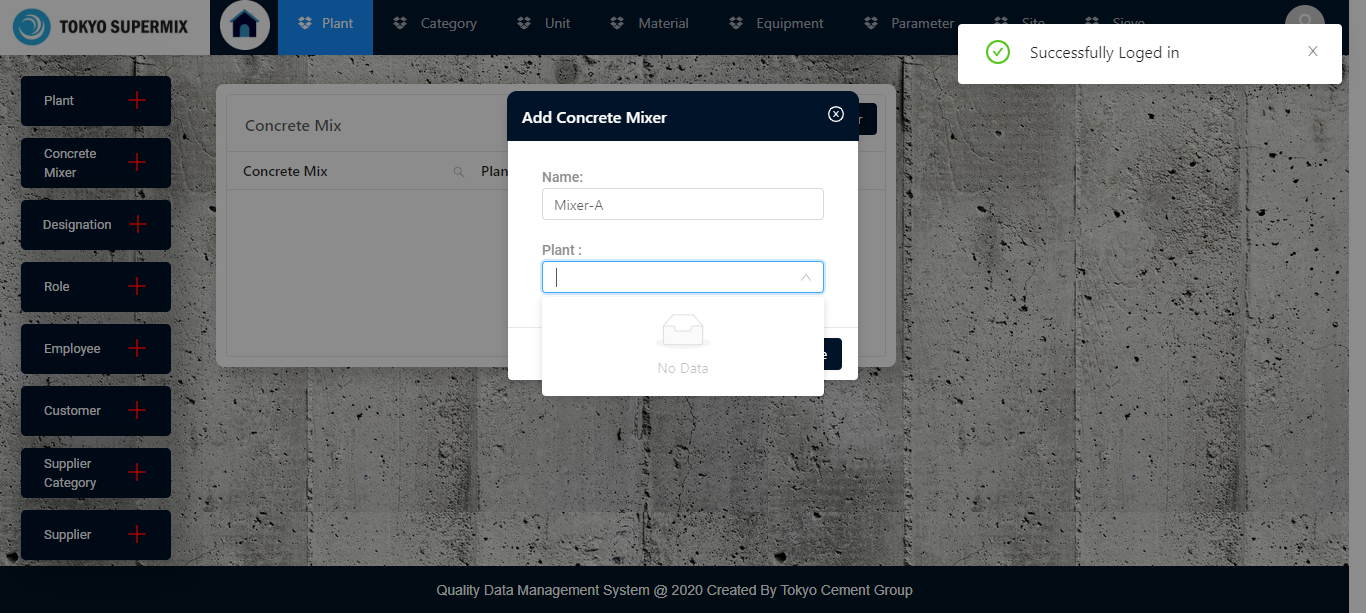 TOKYO SUPERMIX
Plant
Category
Unit
Material
Equipment
Parameter
Site
Sieve
Successfully Loged in
Plant
Concrete
Mixer
Designation
Role
Employee
Customer
Supplier
Category
Supplier
Concrete Mix
r
Concrete Mix
Plan
Add Concrete Mixer
Name:
Mixer-A
Plant :
No Data
e
Quality Data Management System @ 2020 Created By Tokyo Cement Group